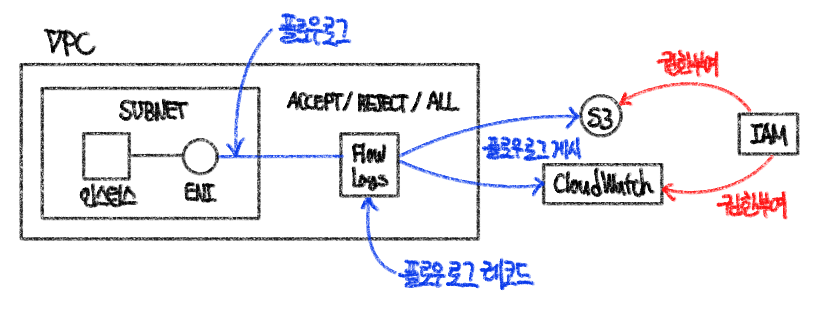 VPC
플로우로그
SUBNET
ACCEPT / REJECT / ALL
인스턴스
ENI
Flow
Logs
플로우로그 게시
S3
CloudWatch
권한부여
IAM
권한부여
플로우로그 레코드